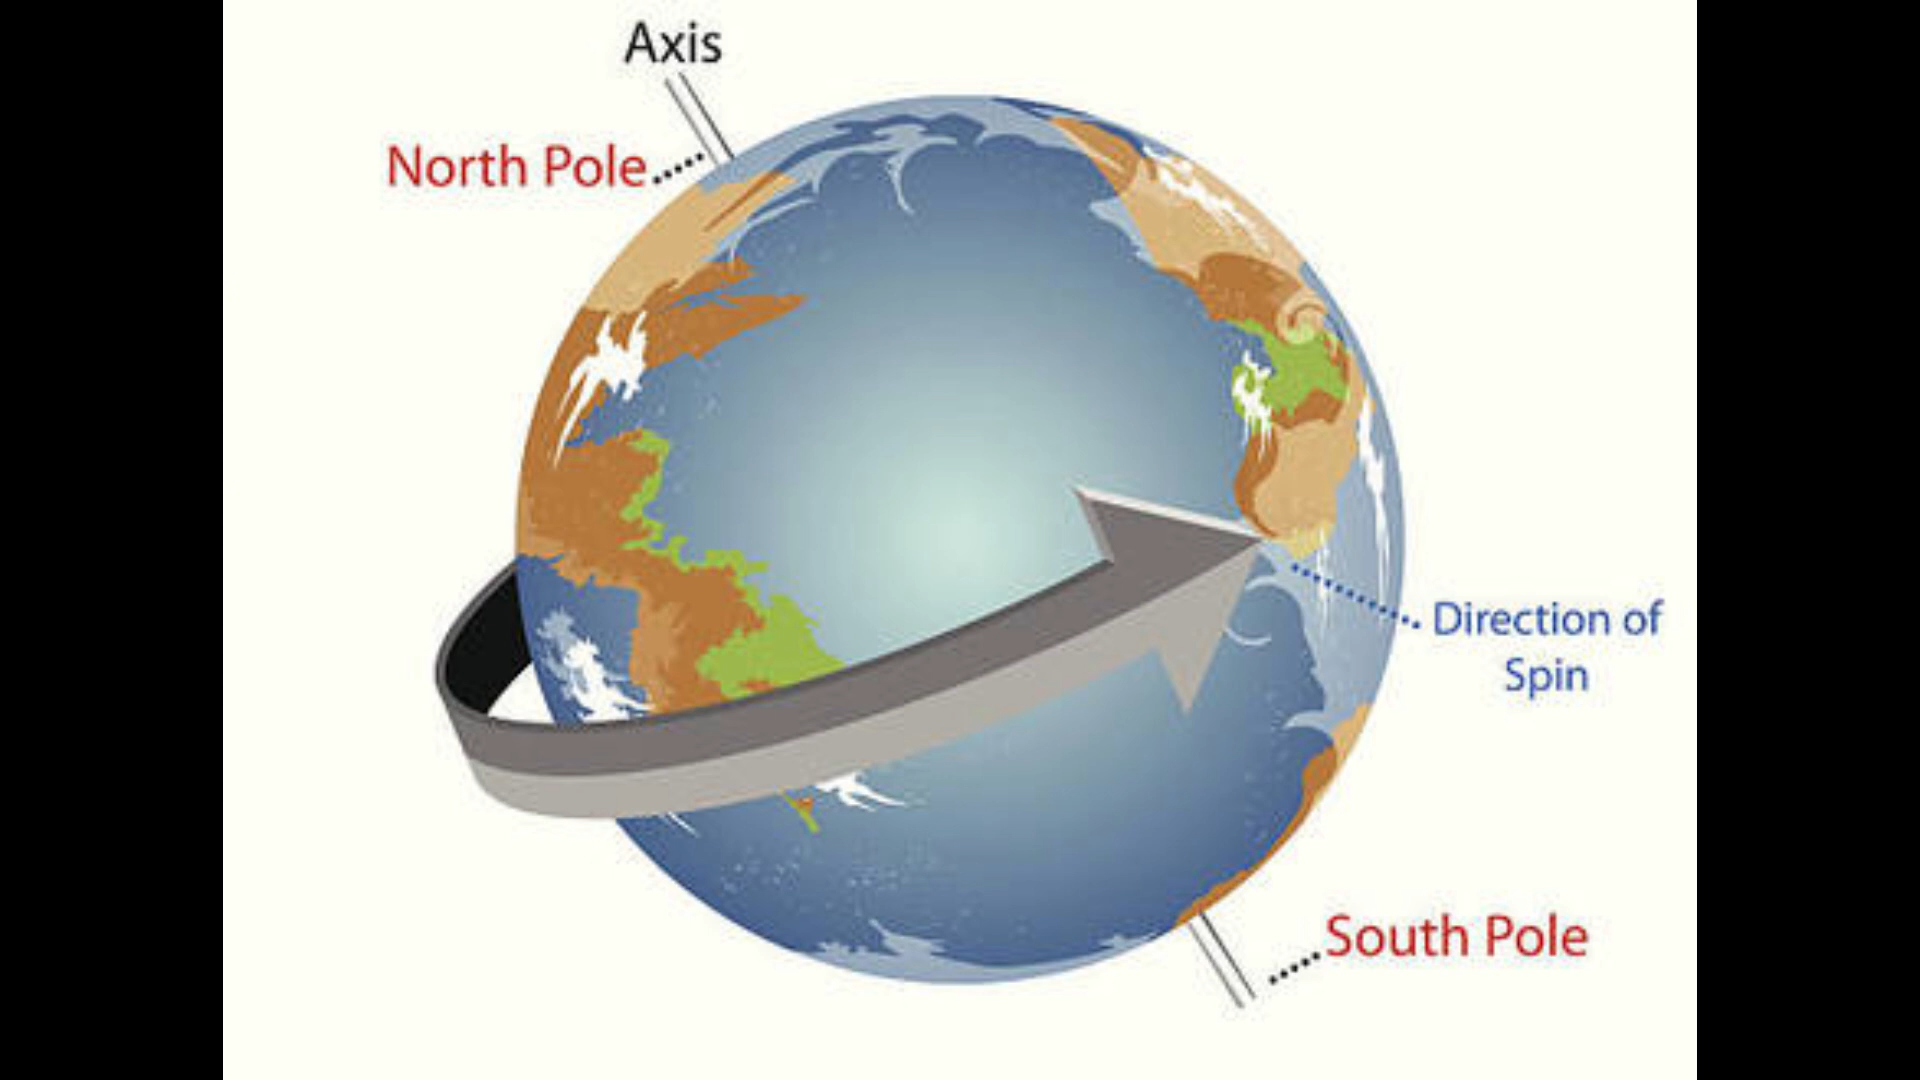 Axis
North Pole
Direction of
Spin
South Pole